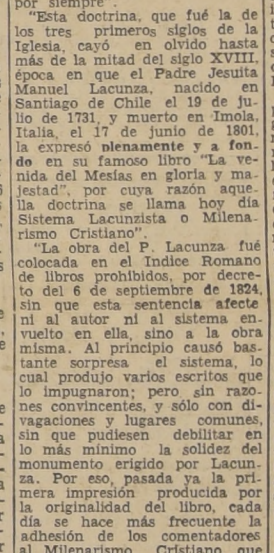 por siempre".
"Esta doctrina, que fué la de
los tres primeros siglos de la
Iglesia, cayó en olvido hasta
más de la mitad del siglo XVIII,
época en que el Padre Jesuita
Manuel Lacunza, nacido en
Santiago de Chile el 19 de ju-
lio de 1731, y muerto en Imola,
Italia, el 17 de junio de 1801,
la expresó plenamente y a fon-
do en su famoso libro "La ve-
nida del Mesías en gloria y ma-
jestad", por cuya razón aque-
lla doctrina se llama hoy día
Sistema Lacunzista o Milena-
rismo Cristiano".
"La obra del P. Lacunza fué
colocada en el Indice Romano
de libros prohibidos, por decre-
to del 6 de septiembre de 1824,
sin que esta sentencia afecte
ni al autor ni al sistema en-
vuelto en ella, sino a la obra
misma. Al principio causó bas-
tante sorpresa el sistema, lo
cual produjo varios escritos que
lo impugnaron; pero sin razo-
nes convincentes, y sólo con di-
vagaciones y lugares comunes,
sin que pudiesen debilitar en
lo más mínimo la solidez del
monumento erigido por Lacun-
za. Por eso, pasada ya la pri-
mera impresión producida por
la originalidad del libro, cada
día se hace más frecuente la
adhesión de los comentadores
al Milenarismo Cristiano que